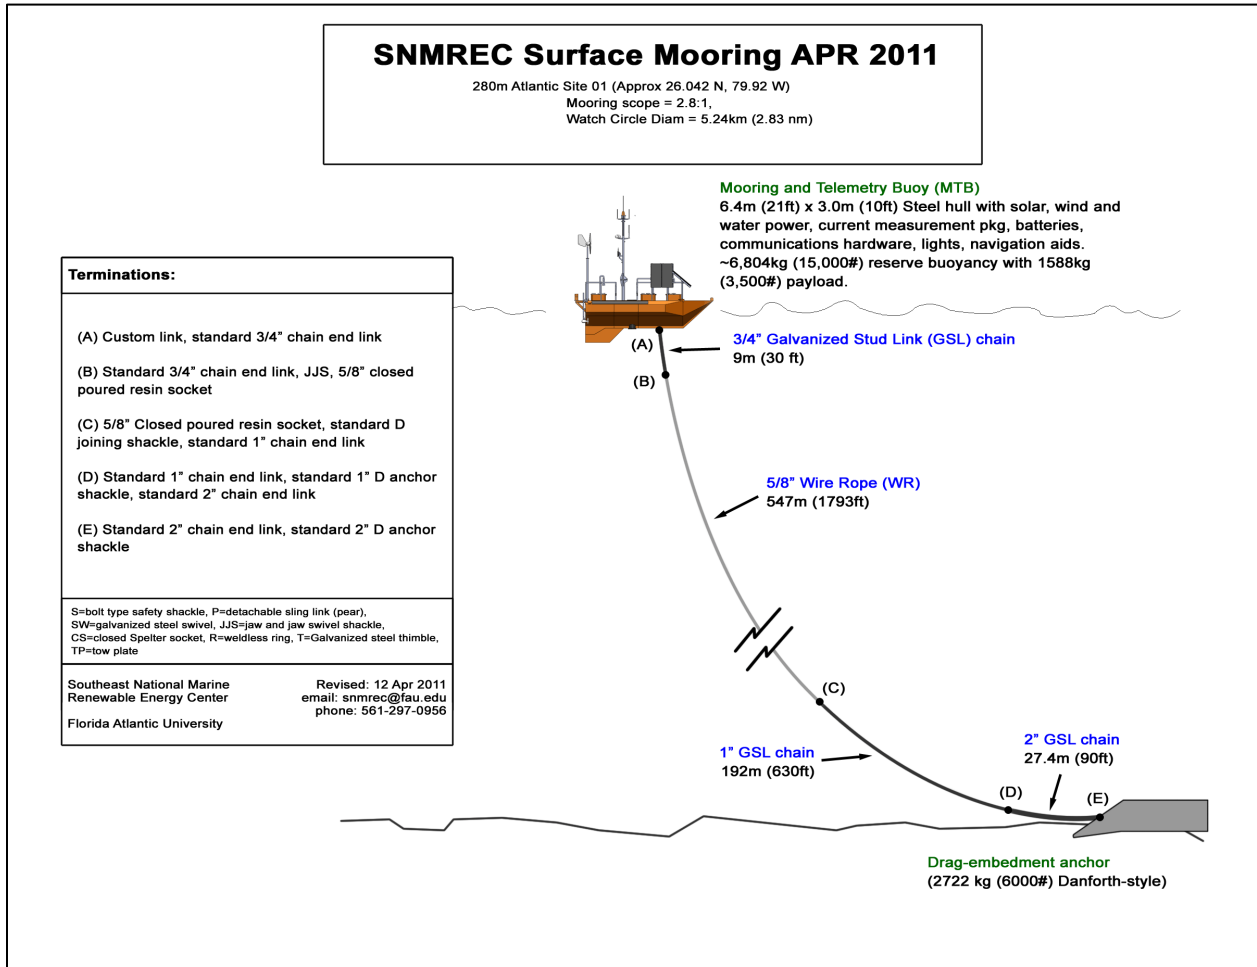 SNMREC Surface Mooring APR 2011
280m Atlantic Site 01 (Approx 26.042 N, 79.92 W)
Mooring scope = 2.8:1,
Watch Circle Diam = 5.24km (2.83 nm)
Mooring and Telemetry Buoy (MTB)
6.4m (21ft) x 3.0m (10ft) Steel hull with solar, wind and
water power, current measurement pkg, batteries,
communications hardware, lights, navigation aids.
~6,804kg (15,000#) reserve buoyancy with 1588kg
(3,500#) payload.
Terminations:
(A) Custom link, standard 3/4” chain end link
(B) Standard 3/4” chain end link, JJS, 5/8” closed
poured resin socket
(C) 5/8” Closed poured resin socket, standard D
joining shackle, standard 1” chain end link
(D) Standard 1” chain end link, standard 1” D anchor
shackle, standard 2” chain end link
(E) Standard 2” chain end link, standard 2” D anchor
shackle
S=bolt type safety shackle, P=detachable sling link (pear),
SW=galvanized steel swivel, JJS=jaw and jaw swivel shackle,
CS=closed Spelter socket, R=weldless ring, T=Galvanized steel thimble,
TP=tow plate
Southeast National Marine
Renewable Energy Center
Florida Atlantic University
Revised: 12 Apr 2011
email: snmrec@fau.edu
phone: 561-297-0956
(A)
3/4” Galvanized Stud Link (GSL) chain
9m (30 ft)
(B)
5/8” Wire Rope (WR)
547m (1793ft)
(C)
1” GSL chain
192m (630ft)
2” GSL chain
27.4m (90ft)
(D)
(E)
Drag-embedment anchor
(2722 kg (6000#) Danforth-style)